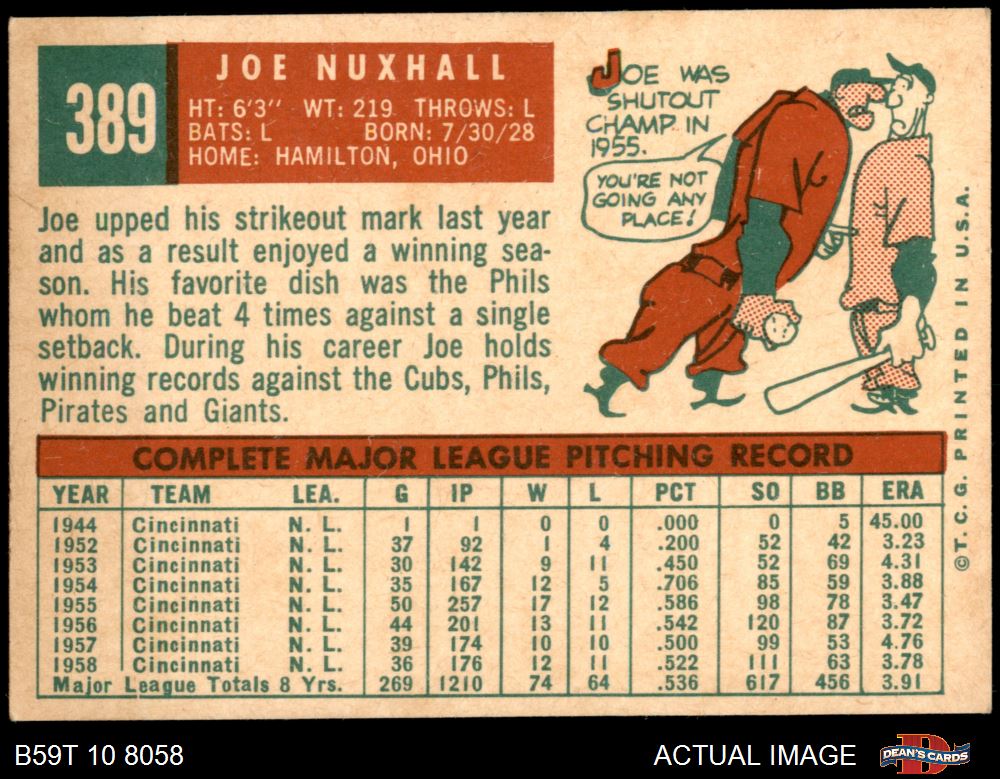 389
JOE NUXHALL
HT: 6'3" WT: 219 THROWS: L
BATS: L BORN: 7/30/28
HOME: HAMILTON, OHIO
JOE WAS
SHUTOUT
CHAMP IN
1955.
YOU'RE NOT
GOING ANY
PLACE!
Joe upped his strikeout mark last year
and as a result enjoyed a winning sea-
son. His favorite dish was the Phils
whom he beat 4 times against a single
setback. During his career Joe holds
winning records against the Cubs, Phils,
Pirates and Giants.
COMPLETE MAJOR LEAGUE PITCHING RECORD
YEAR TEAM LEA. G IP W L PCT SO BB ERA
1944 Cincinnati N. L. 1 1 0 0 .000 0 5 45.00
1952 Cincinnati N. L. 37 92 1 4 .200 52 42 3.23
1953 Cincinnati N. L. 30 142 9 11 .450 52 69 4.31
1954 Cincinnati N. L. 35 167 12 5 .706 85 59 3.88
1955 Cincinnati N. L. 50 257 17 12 .586 98 78 3.47
1956 Cincinnati N. L. 44 201 13 11 .542 120 87 3.72
1957 Cincinnati N. L. 39 174 10 10 .500 99 53 4.76
1958 Cincinnati N. L. 36 176 12 11 .522 111 63 3.78
Major League Totals 8 Yrs. 269 1210 74 64 .536 617 456 3.91
©T. C. G. PRINTED IN U.S.A.
B59T 10 8058
ACTUAL IMAGE
DEAN'S CARDS